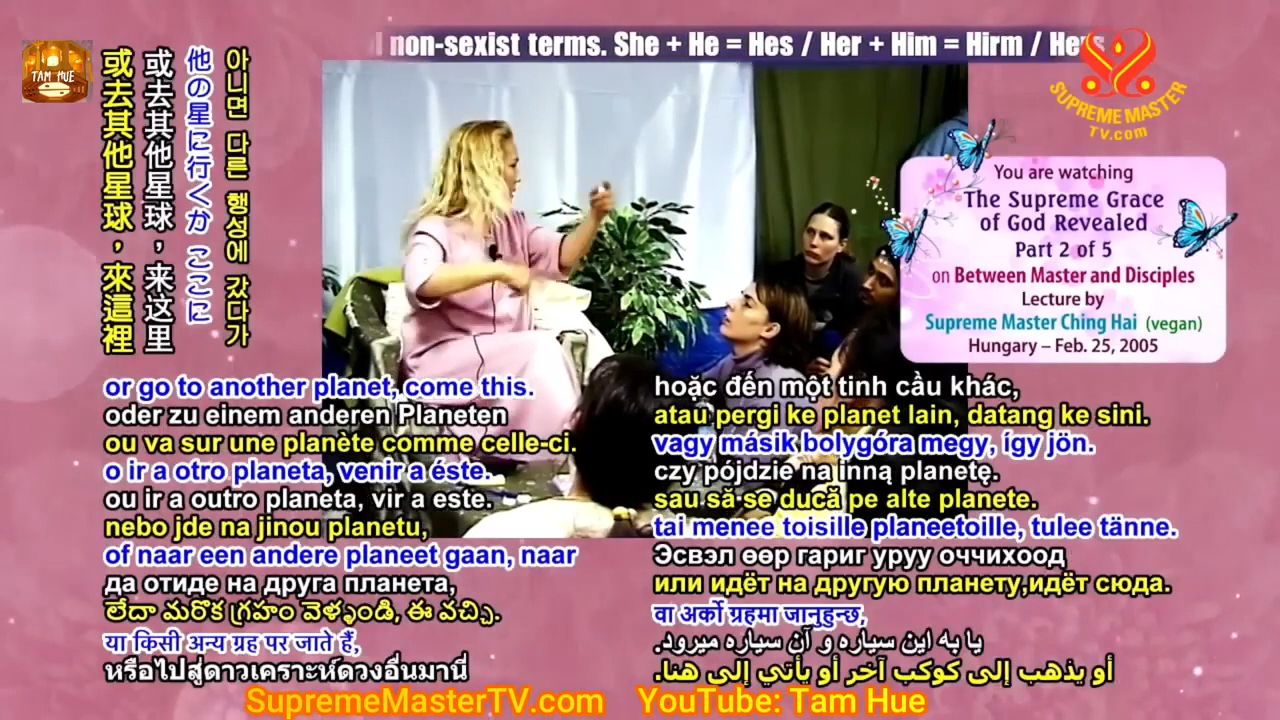 non-sexist terms. She + He = Hes / Her + Him = Hirm / Hers
TAM HUE
SUPREME MASTER
TV.com
아니면 다른 행성에 갔다가
他の星に行くか ここに
或去其他星球，来这里
或去其他星球，來這裡
You are watching
The Supreme Grace
of God Revealed
Part 2 of 5
on Between Master and Disciples
Lecture by
Supreme Master Ching Hai (vegan)
Hungary – Feb. 25, 2005
or go to another planet, come this.
oder zu einem anderen Planeten
ou va sur une planète comme celle-ci.
o ir a otro planeta, venir a éste.
ou ir a outro planeta, vir a este.
nebo jde na jinou planetu,
of naar een andere planeet gaan, naar
да отиде на друга планета,
లేదా మరొక గ్రహం వెళ్ళండి, ఈ వచ్చి.
या किसी अन्य ग्रह पर जाते हैं,
หรือไปสู่ดาวเคราะห์ดวงอื่นมานี่
hoặc đến một tinh cầu khác,
atau pergi ke planet lain, datang ke sini.
vagy másik bolygóra megy, így jön.
czy pójdzie na inną planetę.
sau să se ducă pe alte planete.
tai menee toisille planeetoille, tulee tänne.
Эсвэл өөр гариг уруу оччихоод
или идёт на другую планету,идёт сюда.
वा अर्को ग्रहमा जानुहुन्छ,
یا به این سیاره و آن سیاره میرود.
أو يذهب إلى كوكب آخر أو يأتي إلى هنا.
SupremeMasterTV.com YouTube: Tam Hue